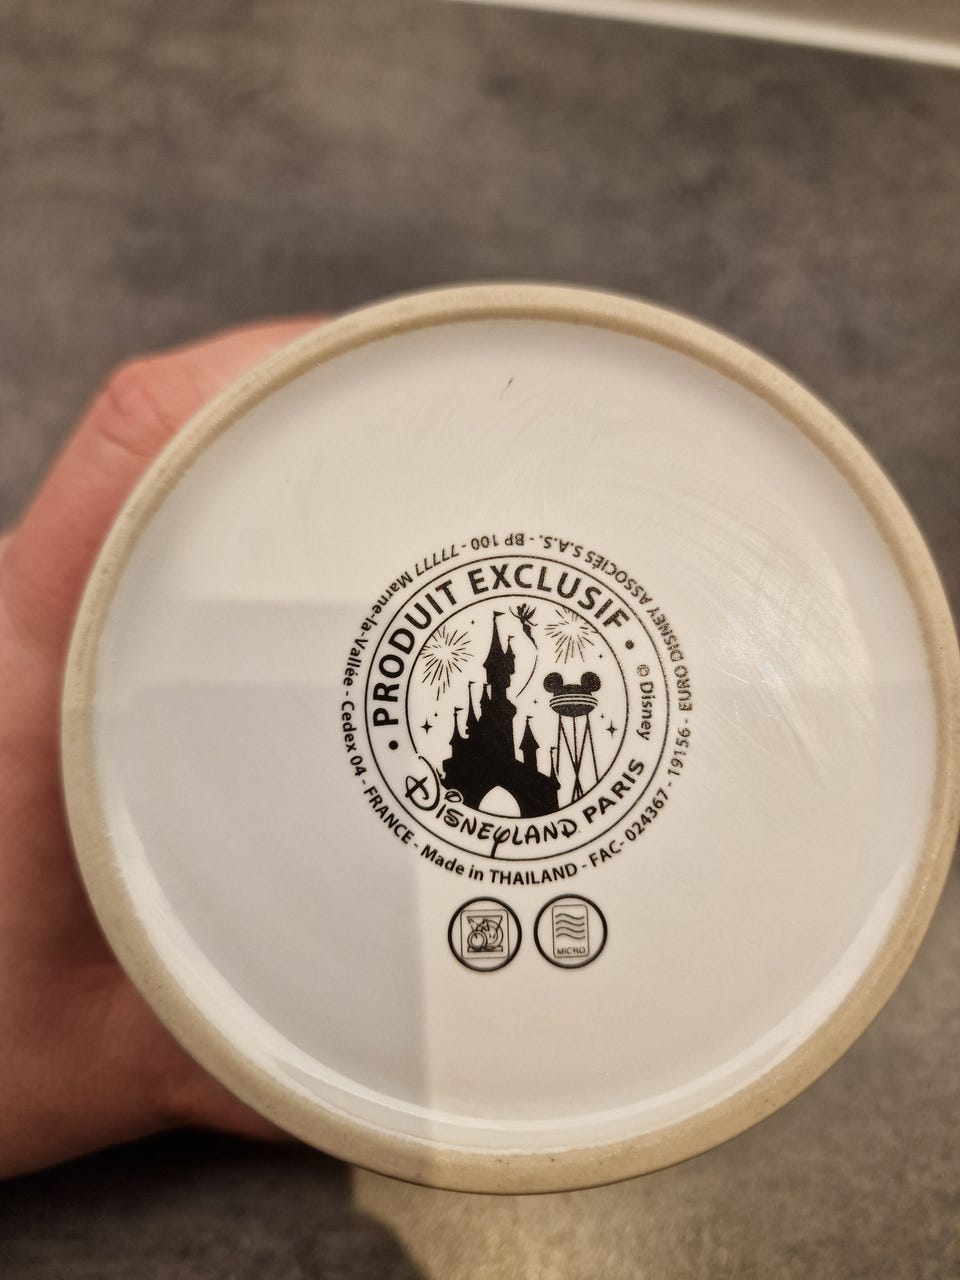 • PRODUIT EXCLUSIF •
© Disney
DISNEYLAND PARIS
EURO DISNEY ASSOCIÉS S.A.S. - BP 100 - 77777 Marne-la-Vallée - Cedex 04 - FRANCE - Made in THAILAND - FAC- 024367 - 19156 -
MICRO